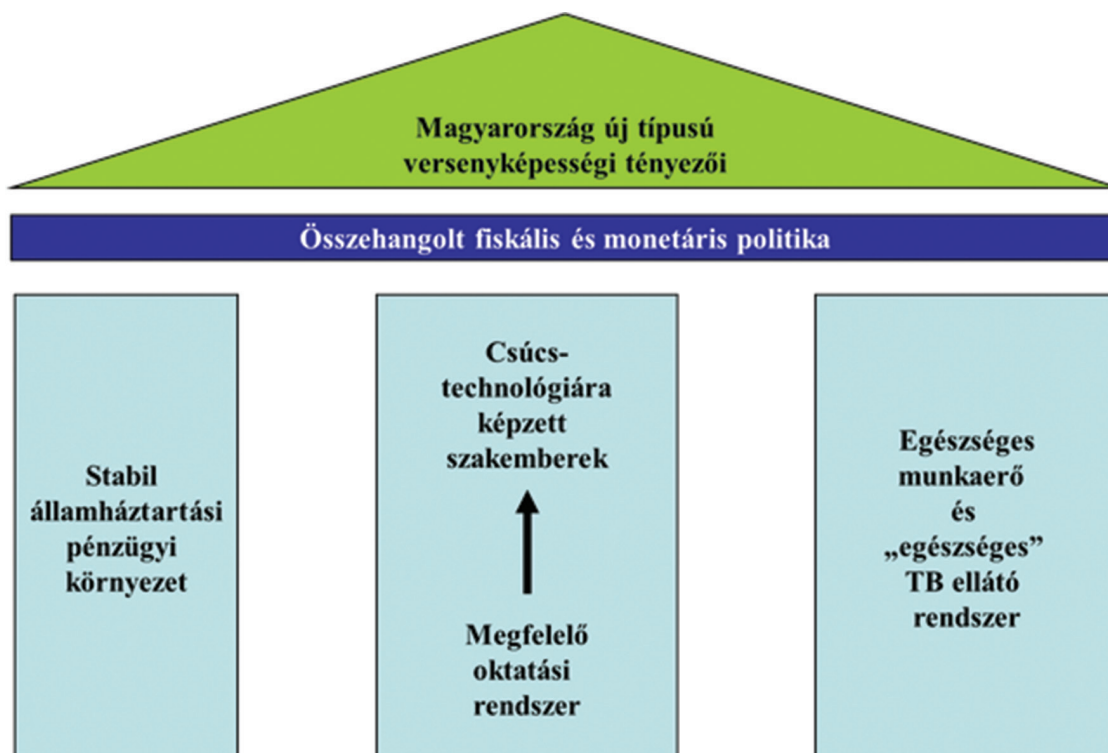 Magyarország új típusú
versenyképességi tényezői
Összehangolt fiskális és monetáris politika
Stabil
államháztartási
pénzügyi
környezet
Csúcs-
technológiára
képzett
szakemberek
Megfelelő
oktatási
rendszer
Egészséges
munkaerő
és
„egészséges”
TB ellátó
rendszer